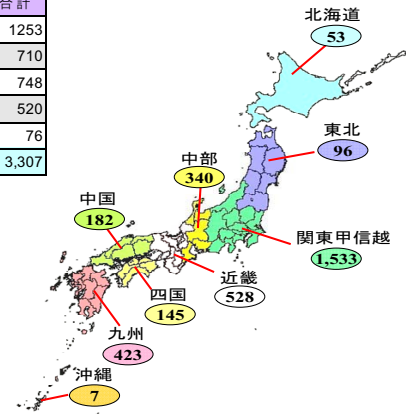 合計
1253
710
748
520
76
3,307
北海道
53
東北
96
中部
340
中国
182
関東甲信越
1,533
近畿
528
四国
145
九州
423
沖縄
7